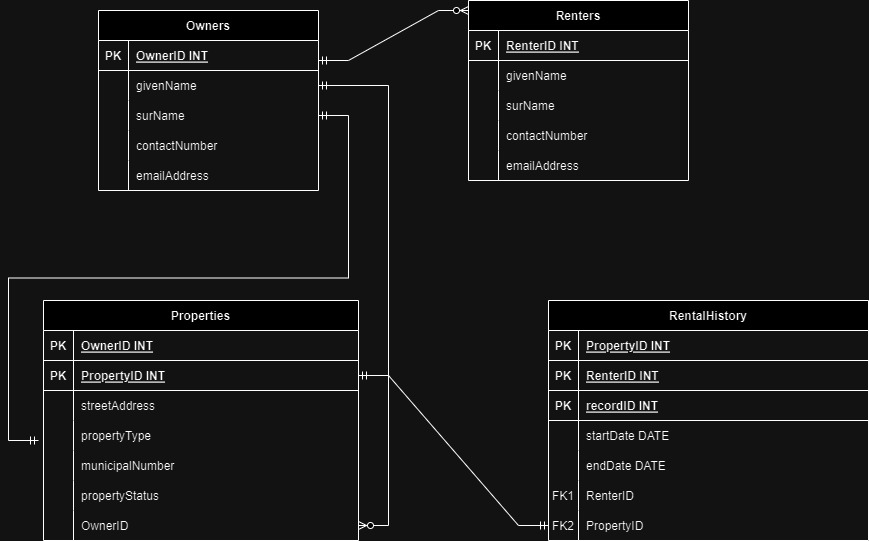 Owners
PK OwnerID INT
givenName
surName
contactNumber
emailAddress
Renters
PK RenterID INT
givenName
surName
contactNumber
emailAddress
Properties
PK OwnerID INT
PK PropertyID INT
streetAddress
propertyType
municipalNumber
propertyStatus
OwnerID
RentalHistory
PK PropertyID INT
PK RenterID INT
PK recordID INT
startDate DATE
endDate DATE
FK1 RenterID
FK2 PropertyID